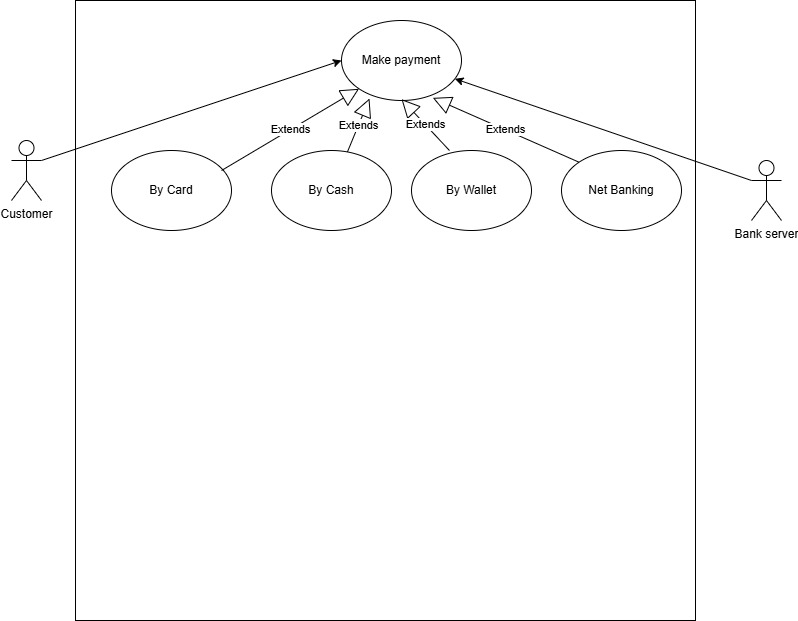 Make payment
Extends
Extends
Extends
Extends
By Card
By Cash
By Wallet
Net Banking
Customer
Bank server